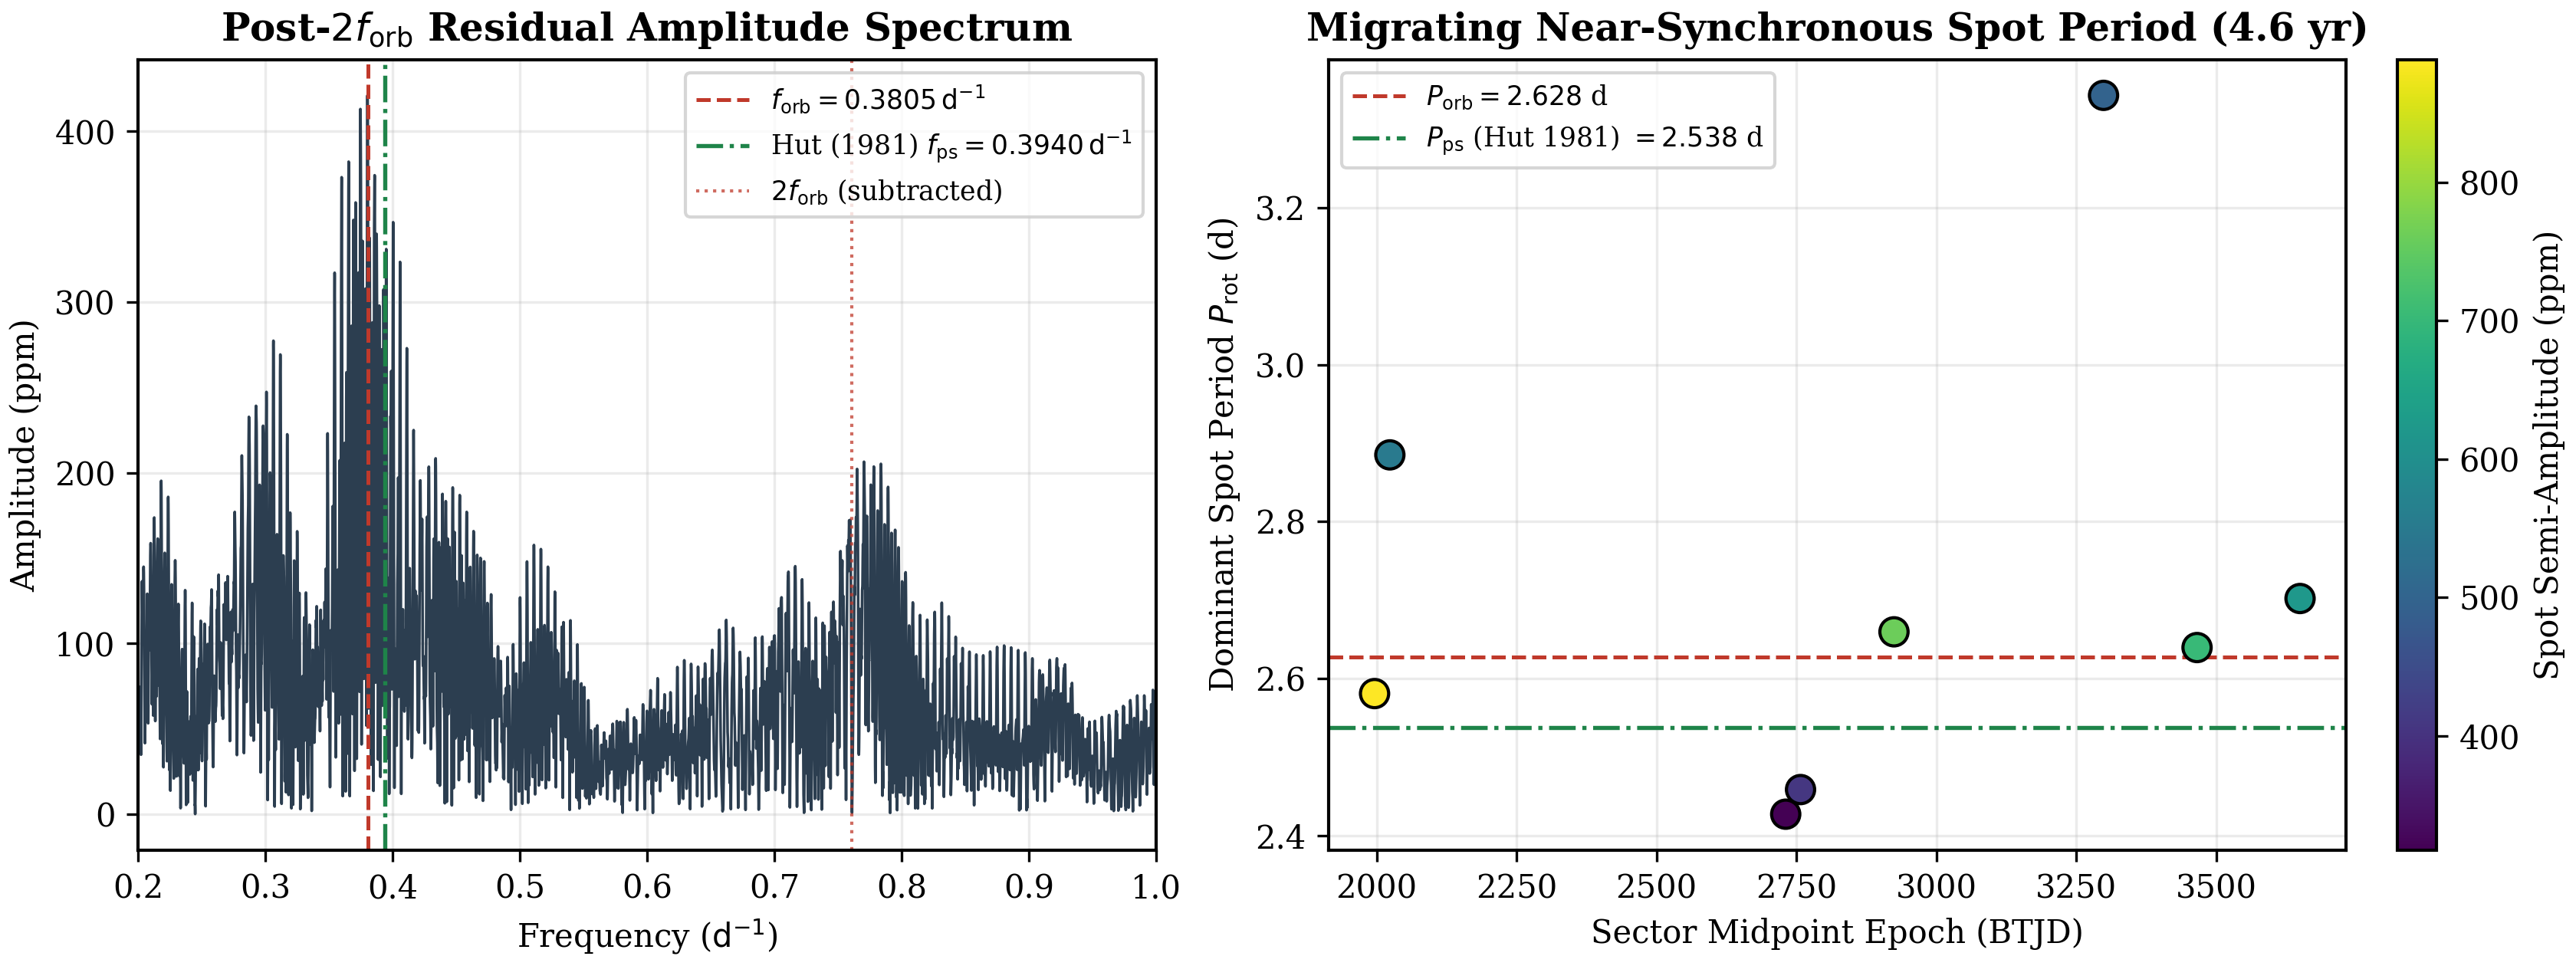 Post-2f_orb Residual Amplitude Spectrum
f_orb = 0.3805 d⁻¹
Hut (1981) f_ps = 0.3940 d⁻¹
2f_orb (subtracted)
Amplitude (ppm)
400
300
200
100
0
0.2 0.3 0.4 0.5 0.6 0.7 0.8 0.9 1.0
Frequency (d⁻¹)
Migrating Near-Synchronous Spot Period (4.6 yr)
P_orb = 2.628 d
P_ps (Hut 1981) = 2.538 d
Dominant Spot Period P_rot (d)
3.2
3.0
2.8
2.6
2.4
2000 2250 2500 2750 3000 3250 3500
Sector Midpoint Epoch (BTJD)
800
700
600
500
400
Spot Semi-Amplitude (ppm)